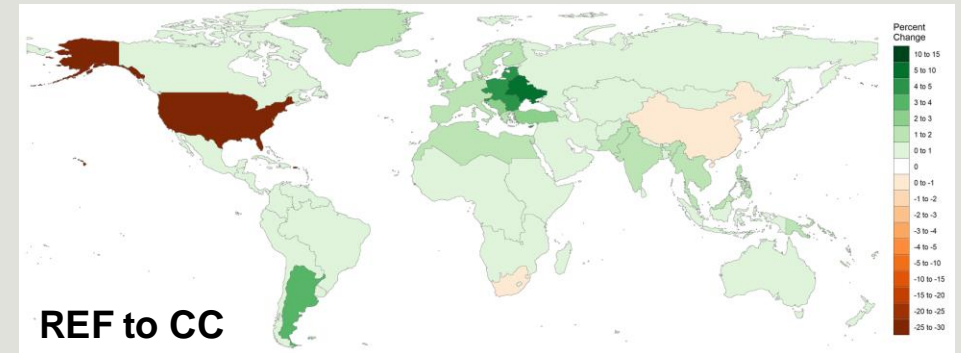 Percent
Change
10 to 15
5 to 10
4 to 5
3 to 4
2 to 3
1 to 2
0 to 1
0
0 to -1
-1 to -2
-2 to -3
-3 to -4
-4 to -5
-5 to -10
-10 to -15
-15 to -20
-20 to -25
-25 to -30
REF to CC